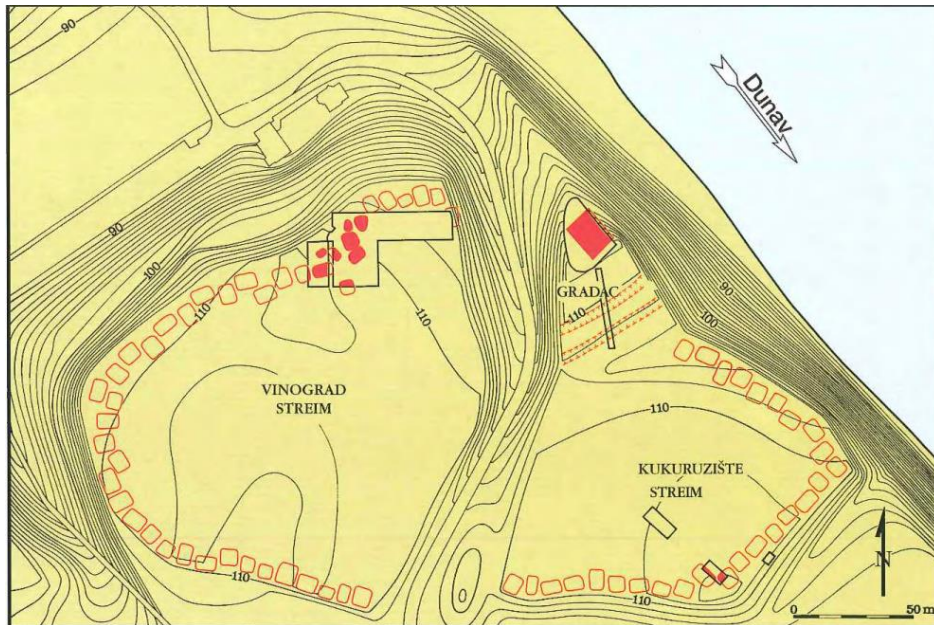 90
Dunav
90
100
GRADAC
110
90
100
110
110
VINOGRAD
STREIM
110
KUKURUZIŠTE
STREIM
110
110
N
0 50 m